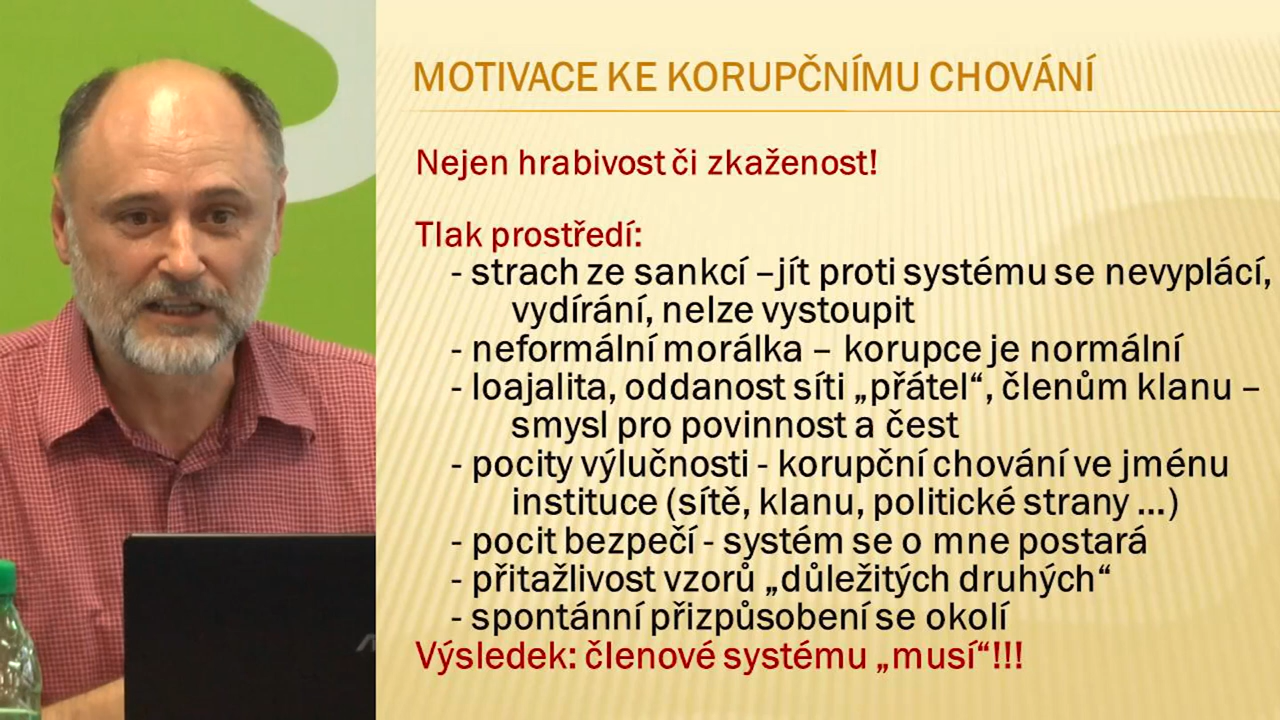 MOTIVACE KE KORUPČNÍMU CHOVÁNÍ
Nejen hrabivost či zkaženost!
Tlak prostředí:
- strach ze sankcí –jít proti systému se nevyplácí,
vydírání, nelze vystoupit
- neformální morálka – korupce je normální
- loajalita, oddanost síti „přátel“, členům klanu –
smysl pro povinnost a čest
- pocity výlučnosti - korupční chování ve jménu
instituce (sítě, klanu, politické strany ...)
- pocit bezpečí - systém se o mne postará
- přitažlivost vzorů „důležitých druhých“
- spontánní přizpůsobení se okolí
Výsledek: členové systému „musí“!!!